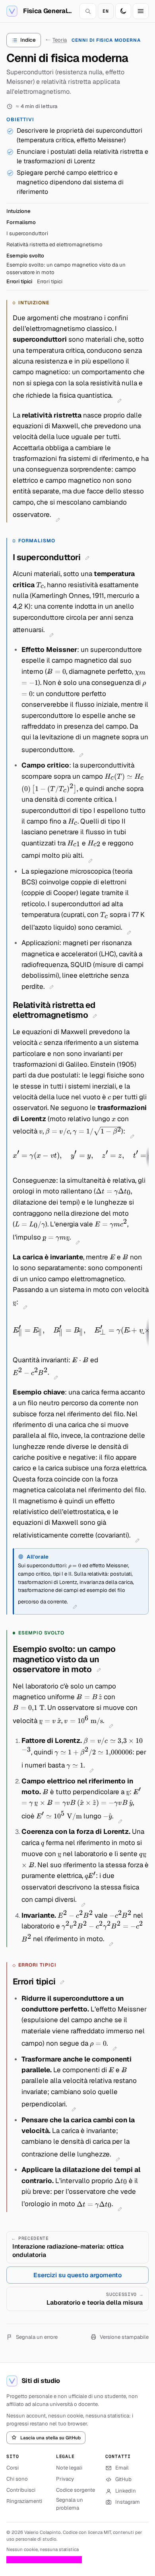 Fisica General...
EN
Indice
← Teoria
CENNI DI FISICA MODERNA
Cenni di fisica moderna
Superconduttori (resistenza nulla, effetto
Meissner) e relatività ristretta applicata
all'elettromagnetismo.
≈ 4 min di lettura
OBIETTIVI
Descrivere le proprietà dei superconduttori
(temperatura critica, effetto Meissner)
Enunciare i postulati della relatività ristretta e
le trasformazioni di Lorentz
Spiegare perché campo elettrico e
magnetico dipendono dal sistema di
riferimento
Intuizione
Formalismo
I superconduttori
Relatività ristretta ed elettromagnetismo
Esempio svolto
Esempio svolto: un campo magnetico visto da un
osservatore in moto
Errori tipici
Errori tipici
INTUIZIONE
Due argomenti che mostrano i confini
dell'elettromagnetismo classico. I
superconduttori sono materiali che, sotto
una temperatura critica, conducono senza
alcuna resistenza ed espellono il campo
magnetico: un comportamento che
non si spiega con la sola resistività nulla e
che richiede la fisica quantistica.
La relatività ristretta nasce proprio dalle
equazioni di Maxwell, che prevedono una
velocità della luce uguale per tutti.
Accettarla obbliga a cambiare le
trasformazioni fra sistemi di riferimento, e ha
una conseguenza sorprendente: campo
elettrico e campo magnetico non sono
entità separate, ma due facce dello stesso
campo, che si mescolano cambiando
osservatore.
FORMALISMO
I superconduttori
Alcuni materiali, sotto una temperatura
critica T_c, hanno resistività esattamente
nulla (Kamerlingh Onnes, 1911, mercurio a
4,2 K): una corrente indotta in un anello
superconduttore circola per anni senza
attenuarsi.
• Effetto Meissner: un superconduttore
espelle il campo magnetico dal suo
interno (B = 0, diamagnete perfetto, χ_m
= −1). Non è solo una conseguenza di ρ
= 0: un conduttore perfetto
conserverebbe il flusso interno, mentre il
superconduttore lo espelle anche se
raffreddato in presenza del campo. Da
qui la levitazione di un magnete sopra un
superconduttore.
• Campo critico: la superconduttività
scompare sopra un campo H_c(T) ≃ H_c
(0) [1 − (T/T_c)²], e quindi anche sopra
una densità di corrente critica. I
superconduttori di tipo I espellono tutto
il campo fino a H_c. Quelli di tipo II
lasciano penetrare il flusso in tubi
quantizzati tra H_c1 e H_c2 e reggono
campi molto più alti.
• La spiegazione microscopica (teoria
BCS) coinvolge coppie di elettroni
(coppie di Cooper) legate tramite il
reticolo. I superconduttori ad alta
temperatura (cuprati, con T_c sopra i 77 K
dell'azoto liquido) sono ceramici.
• Applicazioni: magneti per risonanza
magnetica e acceleratori (LHC), cavità a
radiofrequenza, SQUID (misure di campi
debolissimi), linee elettriche senza
perdite.
Relatività ristretta ed
elettromagnetismo
Le equazioni di Maxwell prevedono la
velocità c senza riferimento a un sistema
particolare e non sono invarianti per
trasformazioni di Galileo. Einstein (1905)
partì da due postulati: le leggi fisiche sono
le stesse in tutti i sistemi inerziali, e la
velocità della luce nel vuoto è c per tutti gli
osservatori. Ne seguono le trasformazioni
di Lorentz (moto relativo lungo x con
velocità v, β = v/c, γ = 1/√(1 − β²)):
x′ = γ(x − vt), y′ = y, z′ = z, t′ =
Conseguenze: la simultaneità è relativa, gli
orologi in moto rallentano (Δt = γΔt₀,
dilatazione del tempo), le lunghezze si
contraggono nella direzione del moto
(L = L₀/γ). L'energia vale E = γmc²,
l'impulso p = γmv.
La carica è invariante, mentre E e B non
lo sono: sono componenti dello stesso
oggetto, di un unico campo elettromagnetico.
Passando a un sistema in moto con velocità
v:
E′∥ = E∥, B′∥ = B∥, E′⊥ = γ(E + v ×
Quantità invarianti: E · B ed
E² − c²B².
Esempio chiave: una carica ferma accanto
a un filo percorso da corrente non sente
forza magnetica. Se la carica si muove
parallela al filo, invece, nel suo riferimento
le densità di cariche positive e negative
cariche positive e negative: il filo appare
elettricamente carico e la forza è elettrica.
Questa forza coincide con la forza
magnetica nel riferimento del filo.
Il magnetismo è quindi un effetto
relativistico dell'elettrostatica, e le
equazioni di Maxwell sono già
relativisticamente corrette (covarianti).
All'orale
Sui superconduttori: ρ = 0 ed effetto Meissner,
campo critico, tipi I e II. Sulla relatività: postulati,
trasformazioni di Lorentz, invarianza della carica,
trasformazione dei campi ed esempio del filo
percorso da corrente.
ESEMPIO SVOLTO
Esempio svolto: un campo
magnetico visto da un
osservatore in moto
Nel laboratorio c'è solo un campo
magnetico uniforme B = B ẑ con
B = 0,1 T. Un osservatore si muove con
velocità v = v x̂, v = 10⁶ m/s.
1. Fattore di Lorentz. β = v/c ≃ 3,3 × 10
⁻³, quindi γ ≃ 1 + β²/2 ≃ 1,000006: per
i numeri basta γ ≃ 1.
2. Campo elettrico nel riferimento in
moto. B è tutto perpendicolare a v: E′
= γ v × B = γvB (x̂ × ẑ) = −γvB ŷ,
cioè E′ ≃ 10⁵ V/m lungo −ŷ.
3. Coerenza con la forza di Lorentz. Una
carica q ferma nel riferimento in moto si
muove con v nel laboratorio e lì sente qv
× B. Nel suo riferimento la stessa forza è
puramente elettrica, qE′: i due
osservatori descrivono la stessa fisica
con campi diversi.
4. Invariante. E² − c²B² vale −c²B² nel
laboratorio e γ²v²B² − c²γ²B² = −c²
B² nel riferimento in moto.
ERRORI TIPICI
Errori tipici
• Ridurre il superconduttore a un
conduttore perfetto. L'effetto Meissner
(espulsione del campo anche se il
materiale viene raffreddato immerso nel
campo) non segue da ρ = 0.
• Trasformare anche le componenti
parallele. Le componenti di E e B
parallele alla velocità relativa restano
invariate; cambiano solo quelle
perpendicolari.
• Pensare che la carica cambi con la
velocità. La carica è invariante;
cambiano le densità di carica per la
contrazione delle lunghezze.
• Applicare la dilatazione dei tempi al
contrario. L'intervallo proprio Δt₀ è il
più breve; per un osservatore che vede
l'orologio in moto Δt = γΔt₀.
← PRECEDENTE
Interazione radiazione-materia: ottica
ondulatoria
Esercizi su questo argomento
SUCCESSIVO →
Laboratorio e teoria della misura
Segnala un errore
Versione stampabile
Siti di studio
Progetto personale e non ufficiale di uno studente, non
affiliato ad alcuna università o docente.
Nessun account, nessun cookie, nessuna statistica: i
progressi restano nel tuo browser.
Lascia una stella su GitHub
SITO
Corsi
Chi sono
Contribuisci
Ringraziamenti
LEGALE
Note legali
Privacy
Codice sorgente
Segnala un
problema
CONTATTI
Email
GitHub
LinkedIn
Instagram
© 2026 Valerio Colapinto. Codice con licenza MIT, contenuti per
uso personale di studio.
Nessun cookie, nessuna statistica.